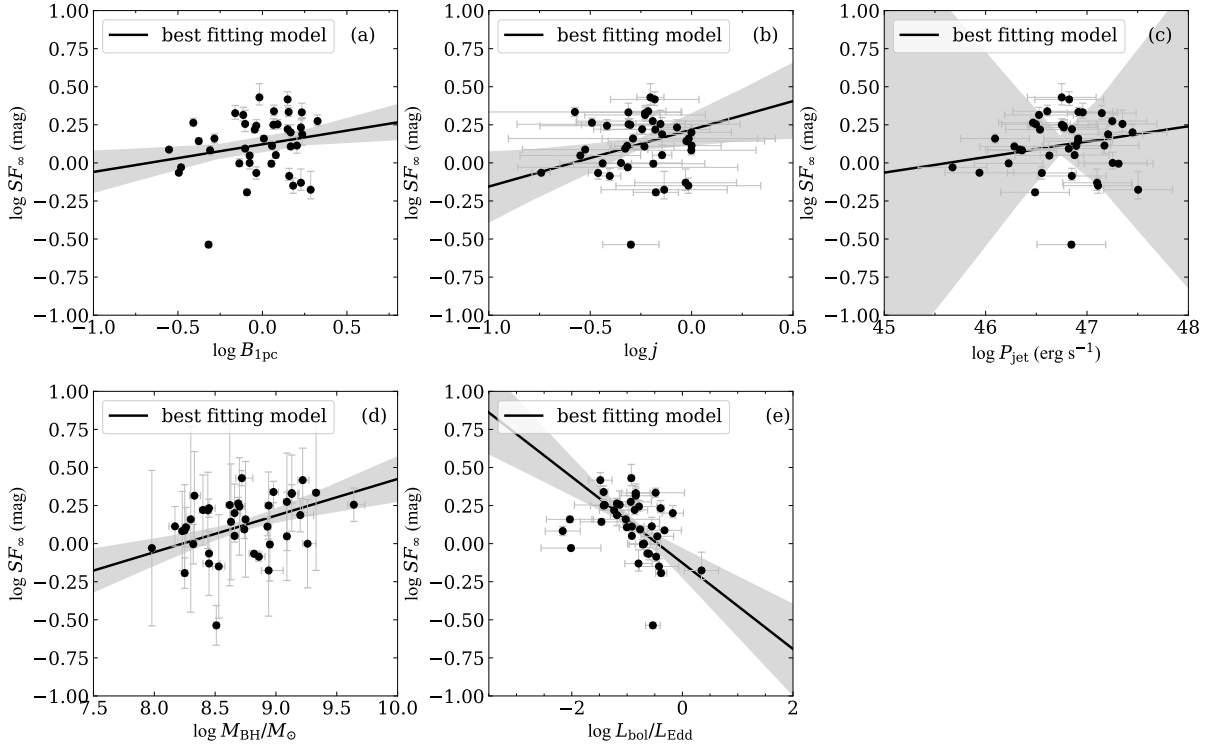 best fitting model (a)
1.00
0.75
0.50
0.25
0.00
−0.25
−0.50
−0.75
−1.00
log SF∞ (mag)
−1.0 −0.5 0.0 0.5
log B1pc
best fitting model (b)
1.00
0.75
0.50
0.25
0.00
−0.25
−0.50
−0.75
−1.00
log SF∞ (mag)
−1.0 −0.5 0.0 0.5
log j
best fitting model (c)
1.00
0.75
0.50
0.25
0.00
−0.25
−0.50
−0.75
−1.00
log SF∞ (mag)
45 46 47 48
log Pjet (erg s−1)
best fitting model (d)
1.00
0.75
0.50
0.25
0.00
−0.25
−0.50
−0.75
−1.00
log SF∞ (mag)
7.5 8.0 8.5 9.0 9.5 10.0
log MBH/M⊙
best fitting model (e)
1.00
0.75
0.50
0.25
0.00
−0.25
−0.50
−0.75
−1.00
log SF∞ (mag)
−2 0 2
log Lbol/LEdd